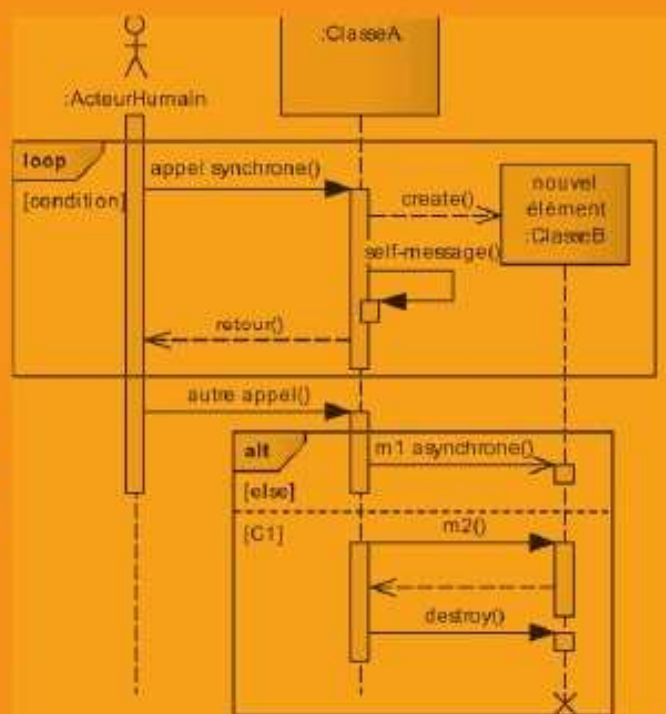 :ClasseA
:ActeurHumain
loop
[condition]
appel synchrone()
create()
nouvel
élément
:ClasseB
self-message()
retour()
autre appel()
alt
m1 asynchrone()
[else]
[C1]
m2()
destroy()